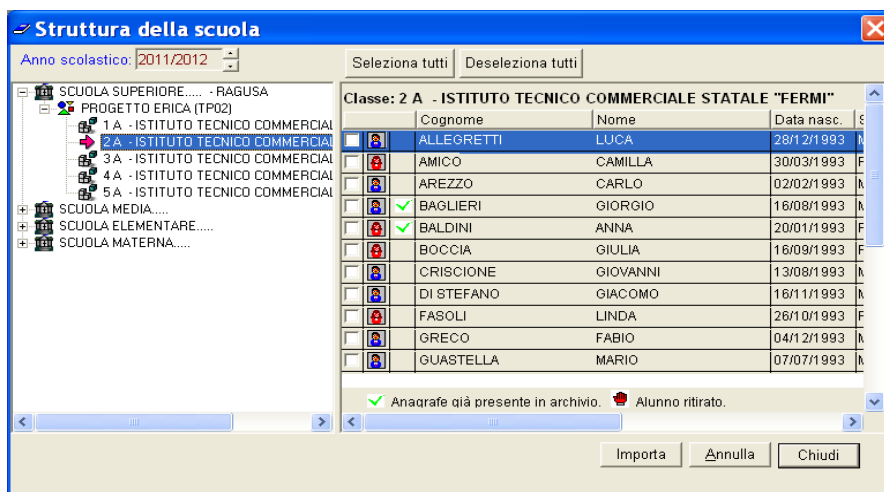 Struttura della scuola
Anno scolastico: 2011/2012
Seleziona tutti Deseleziona tutti
SCUOLA SUPERIORE..... - RAGUSA
PROGETTO ERICA (TP02)
1 A - ISTITUTO TECNICO COMMERCIAL
2 A - ISTITUTO TECNICO COMMERCIAL
3 A - ISTITUTO TECNICO COMMERCIAL
4 A - ISTITUTO TECNICO COMMERCIAL
5 A - ISTITUTO TECNICO COMMERCIAL
SCUOLA MEDIA.....
SCUOLA ELEMENTARE.....
SCUOLA MATERNA.....
Classe: 2 A - ISTITUTO TECNICO COMMERCIALE STATALE "FERMI"
Cognome Nome Data nasc. S
ALLEGRETTI LUCA 28/12/1993 M
AMICO CAMILLA 30/03/1993 F
AREZZO CARLO 02/02/1993 M
BAGLIERI GIORGIO 16/08/1993 M
BALDINI ANNA 20/01/1993 F
BOCCIA GIULIA 16/09/1993 F
CRISCIONE GIOVANNI 13/08/1993 M
DI STEFANO GIACOMO 16/11/1993 M
FASOLI LINDA 26/10/1993 F
GRECO FABIO 04/12/1993 M
GUASTELLA MARIO 07/07/1993 M
Anagrafe già presente in archivio. Alunno ritirato.
Importa Annulla Chiudi